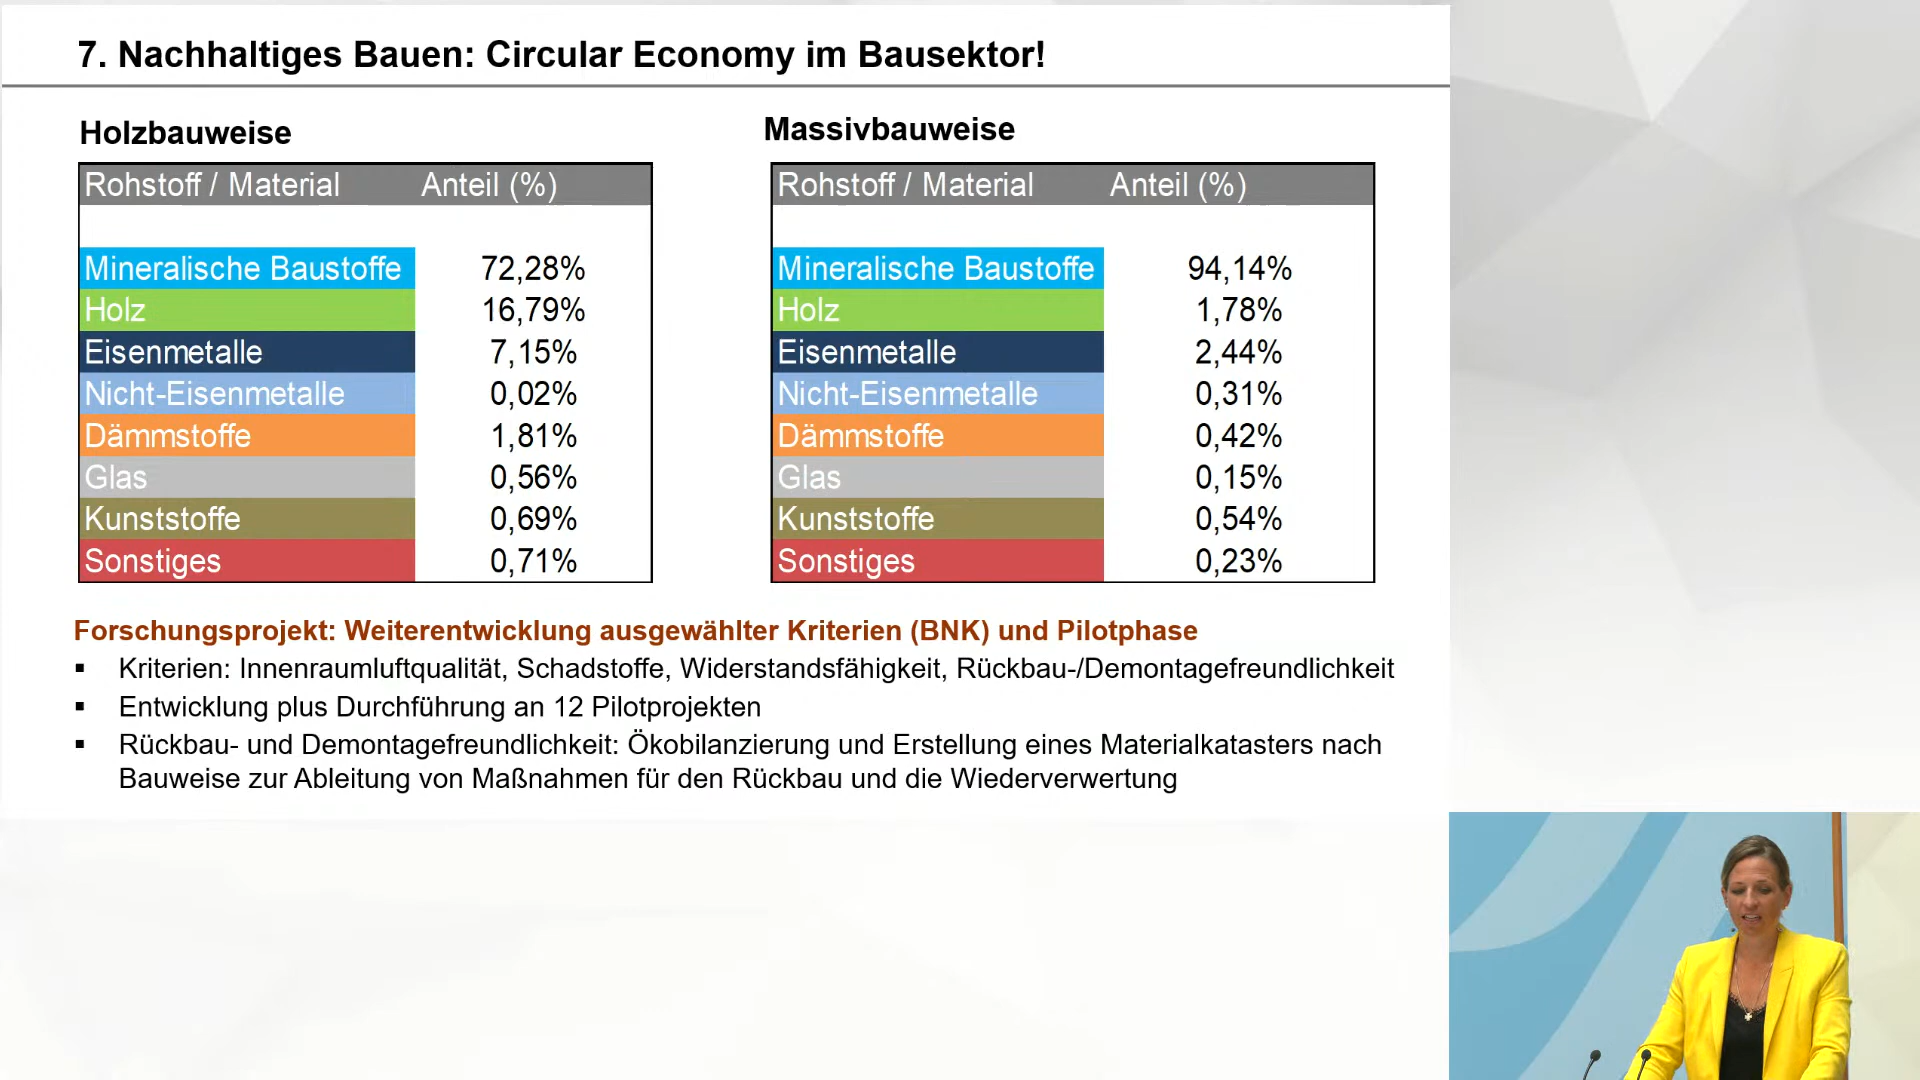 7. Nachhaltiges Bauen: Circular Economy im Bausektor!
Holzbauweise
Rohstoff / Material Anteil (%)
Mineralische Baustoffe 72,28%
Holz 16,79%
Eisenmetalle 7,15%
Nicht-Eisenmetalle 0,02%
Dämmstoffe 1,81%
Glas 0,56%
Kunststoffe 0,69%
Sonstiges 0,71%
Massivbauweise
Rohstoff / Material Anteil (%)
Mineralische Baustoffe 94,14%
Holz 1,78%
Eisenmetalle 2,44%
Nicht-Eisenmetalle 0,31%
Dämmstoffe 0,42%
Glas 0,15%
Kunststoffe 0,54%
Sonstiges 0,23%
Forschungsprojekt: Weiterentwicklung ausgewählter Kriterien (BNK) und Pilotphase
▪ Kriterien: Innenraumluftqualität, Schadstoffe, Widerstandsfähigkeit, Rückbau-/Demontagefreundlichkeit
▪ Entwicklung plus Durchführung an 12 Pilotprojekten
▪ Rückbau- und Demontagefreundlichkeit: Ökobilanzierung und Erstellung eines Materialkatasters nach
Bauweise zur Ableitung von Maßnahmen für den Rückbau und die Wiederverwertung